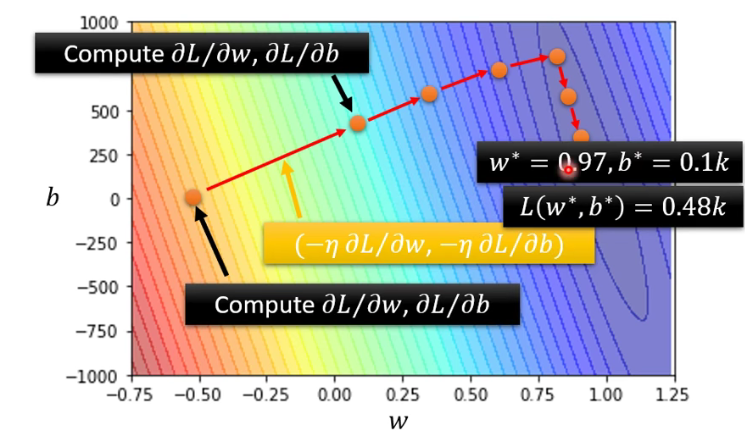 1000
Compute ∂L/∂w, ∂L/∂b
500
250
w* = 0.97, b* = 0.1k
b
0
L(w*, b*) = 0.48k
−250
(−η ∂L/∂w, −η ∂L/∂b)
−500
Compute ∂L/∂w, ∂L/∂b
−750
−1000
−0.75 −0.50 −0.25 0.00 0.25 0.50 0.75 1.00 1.25
w